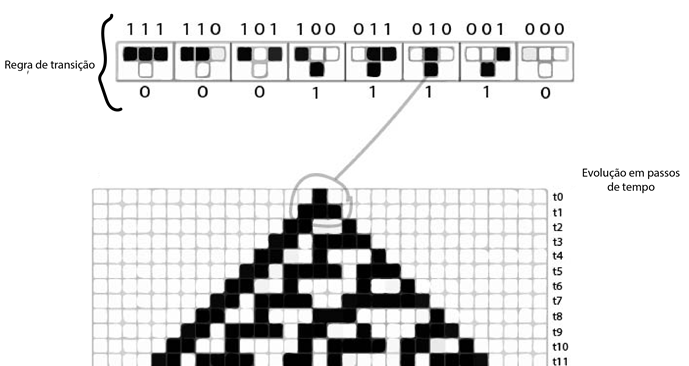 111 110 101 100 011 010 001 000
Regra de transição
0 0 0 1 1 1 1 0
Evolução em passos
de tempo
t0
t1
t2
t3
t4
t5
t6
t7
t8
t9
t10
t11